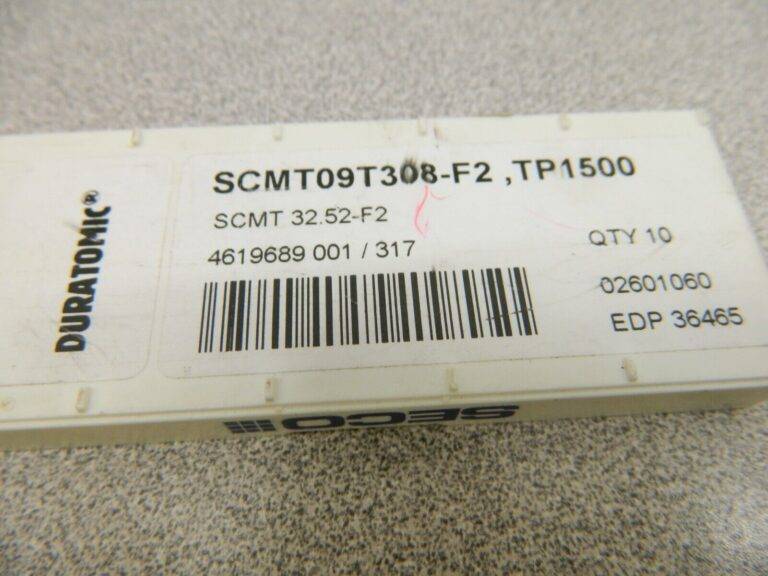 DURATOMIC®
SCMT09T308-F2 ,TP1500
SCMT 32.52-F2
4619689 001 / 317
QTY 10
02601060
EDP 36465
SECO